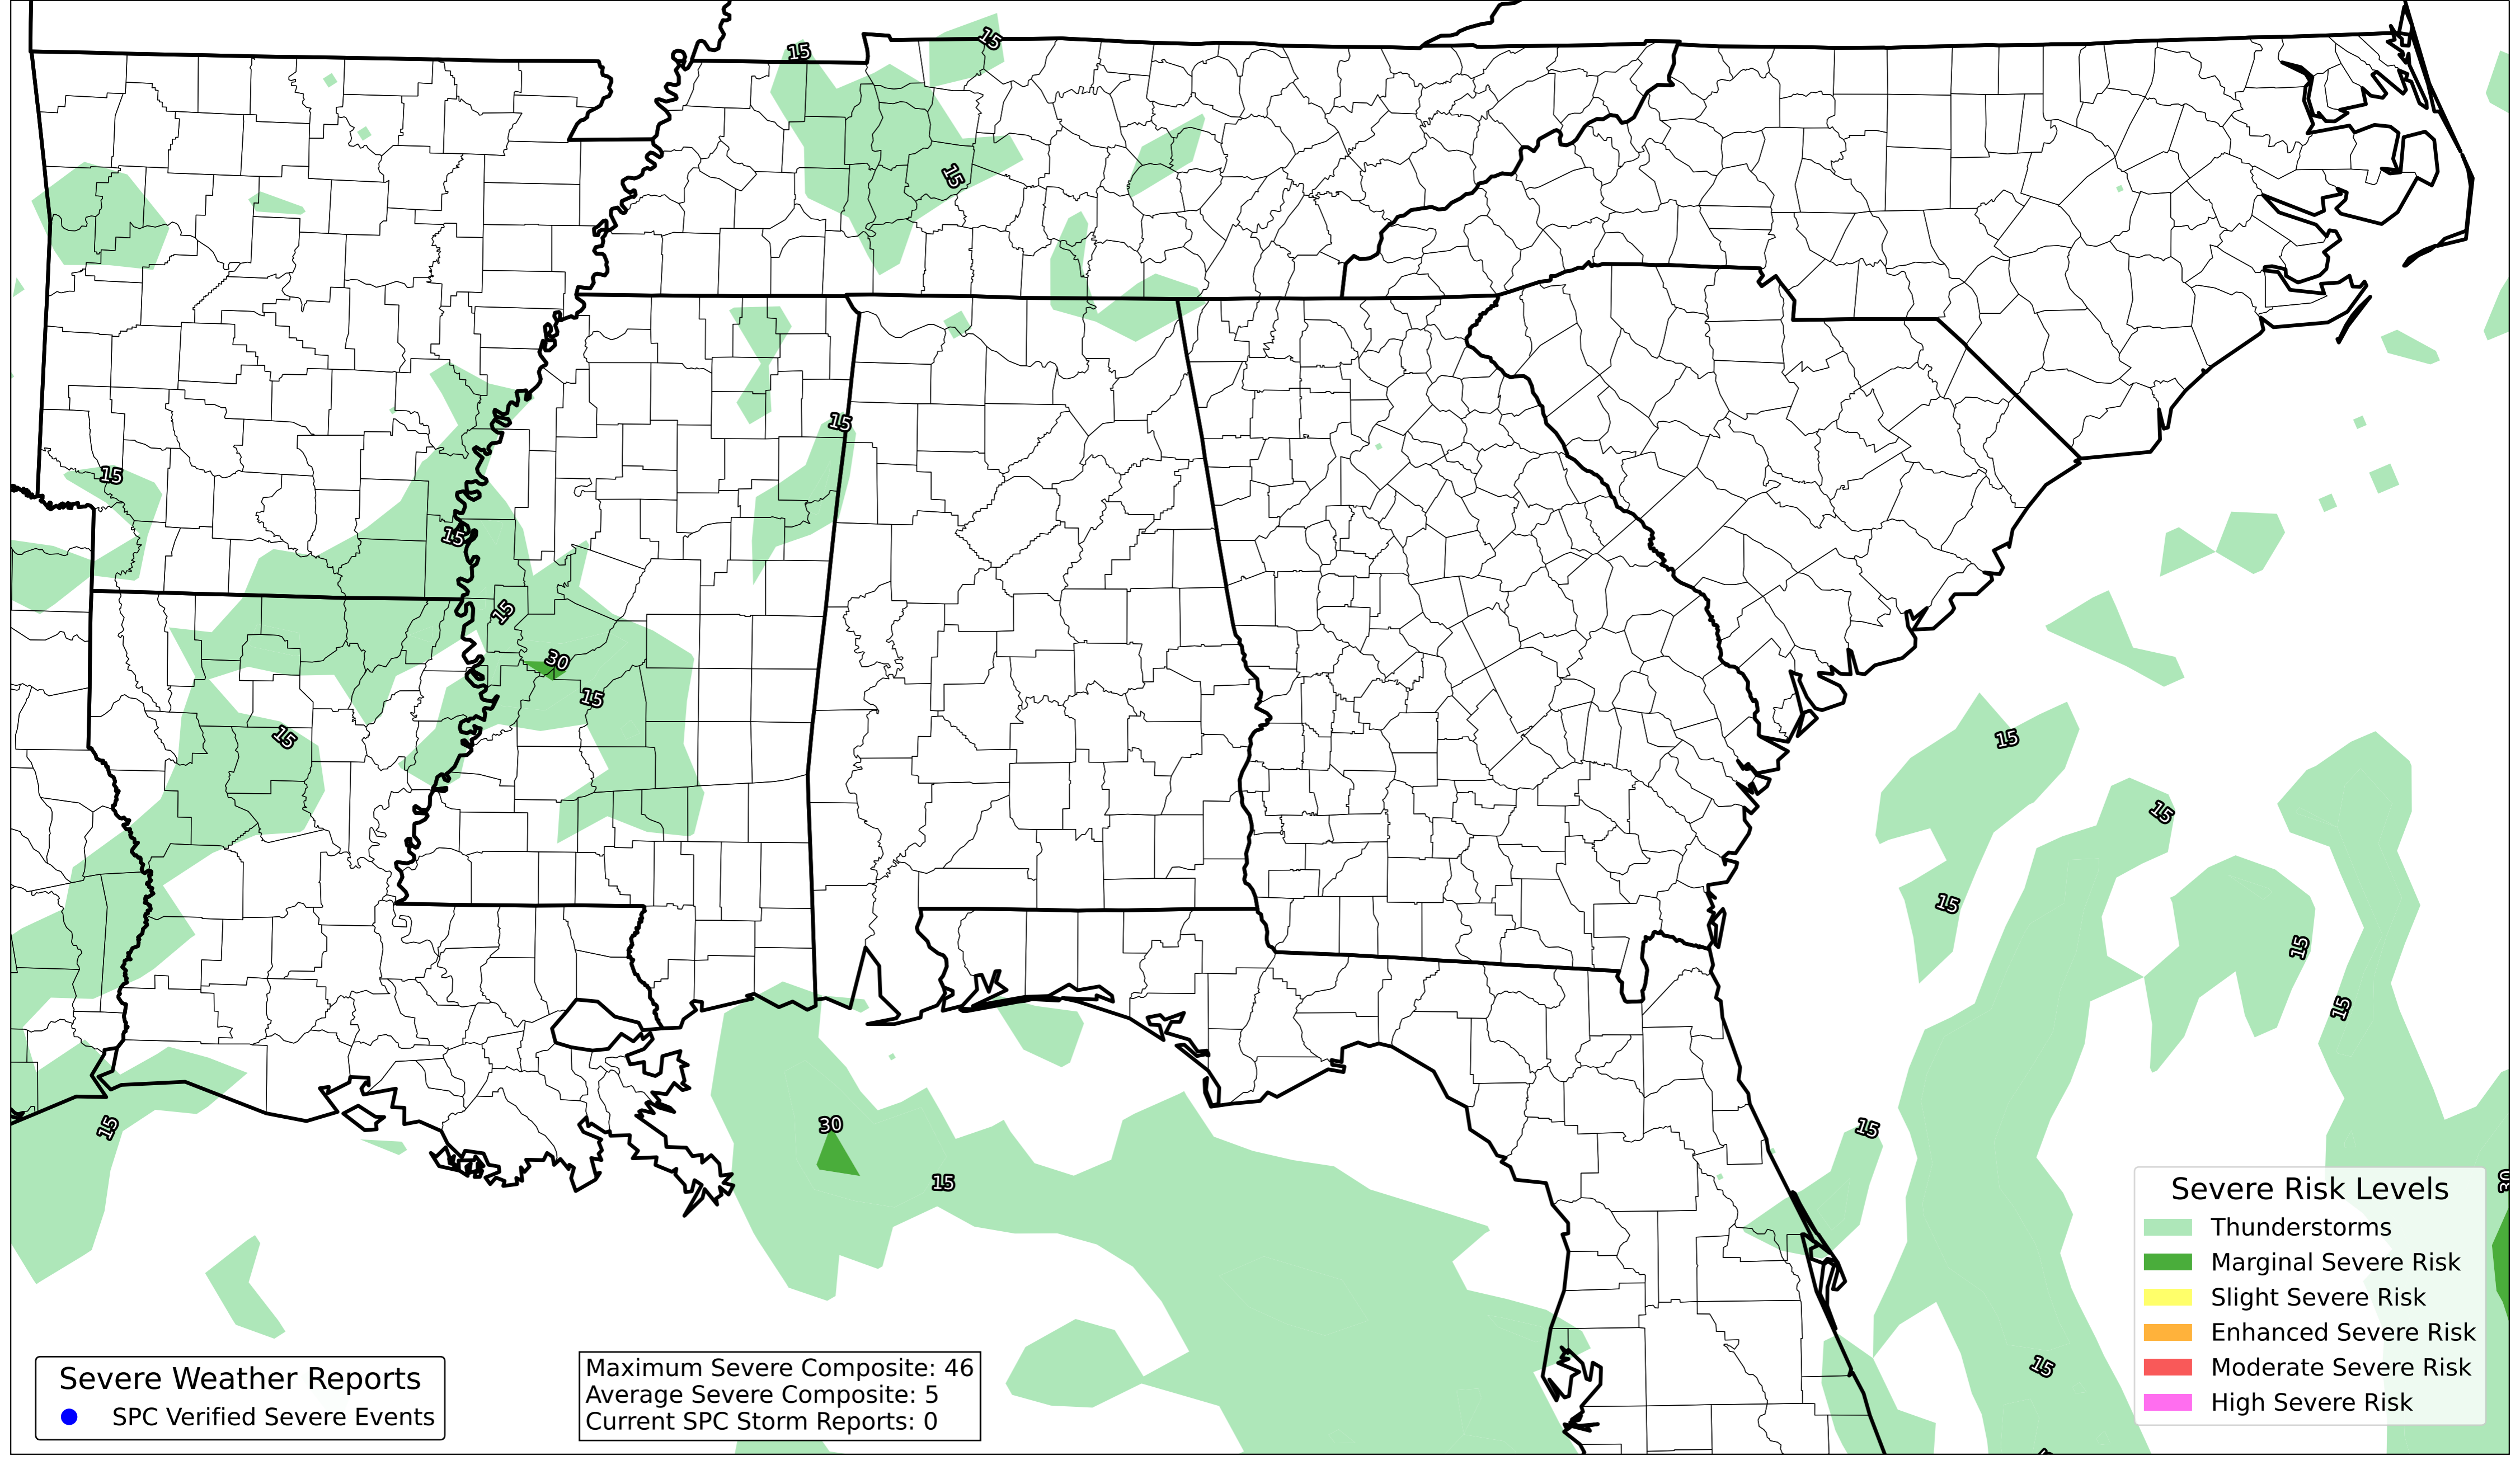 15
15
15
15
15
15
15
30
15
15
15
15
15
15
15
30
15
15
15
30
15
Severe Risk Levels
Thunderstorms
Marginal Severe Risk
Slight Severe Risk
Enhanced Severe Risk
Moderate Severe Risk
High Severe Risk
Severe Weather Reports
SPC Verified Severe Events
Maximum Severe Composite: 46
Average Severe Composite: 5
Current SPC Storm Reports: 0